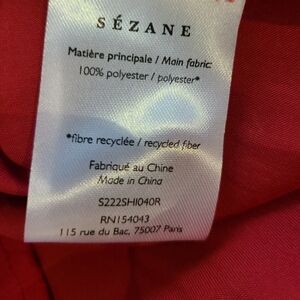 SÉZANE
Matière principale / Main fabric:
100% polyester / polyester*
*fibre recyclée / recycled fiber
Fabriqué au Chine
Made in China
S222SHI040R
RN154043
115 rue du Bac, 75007 Paris